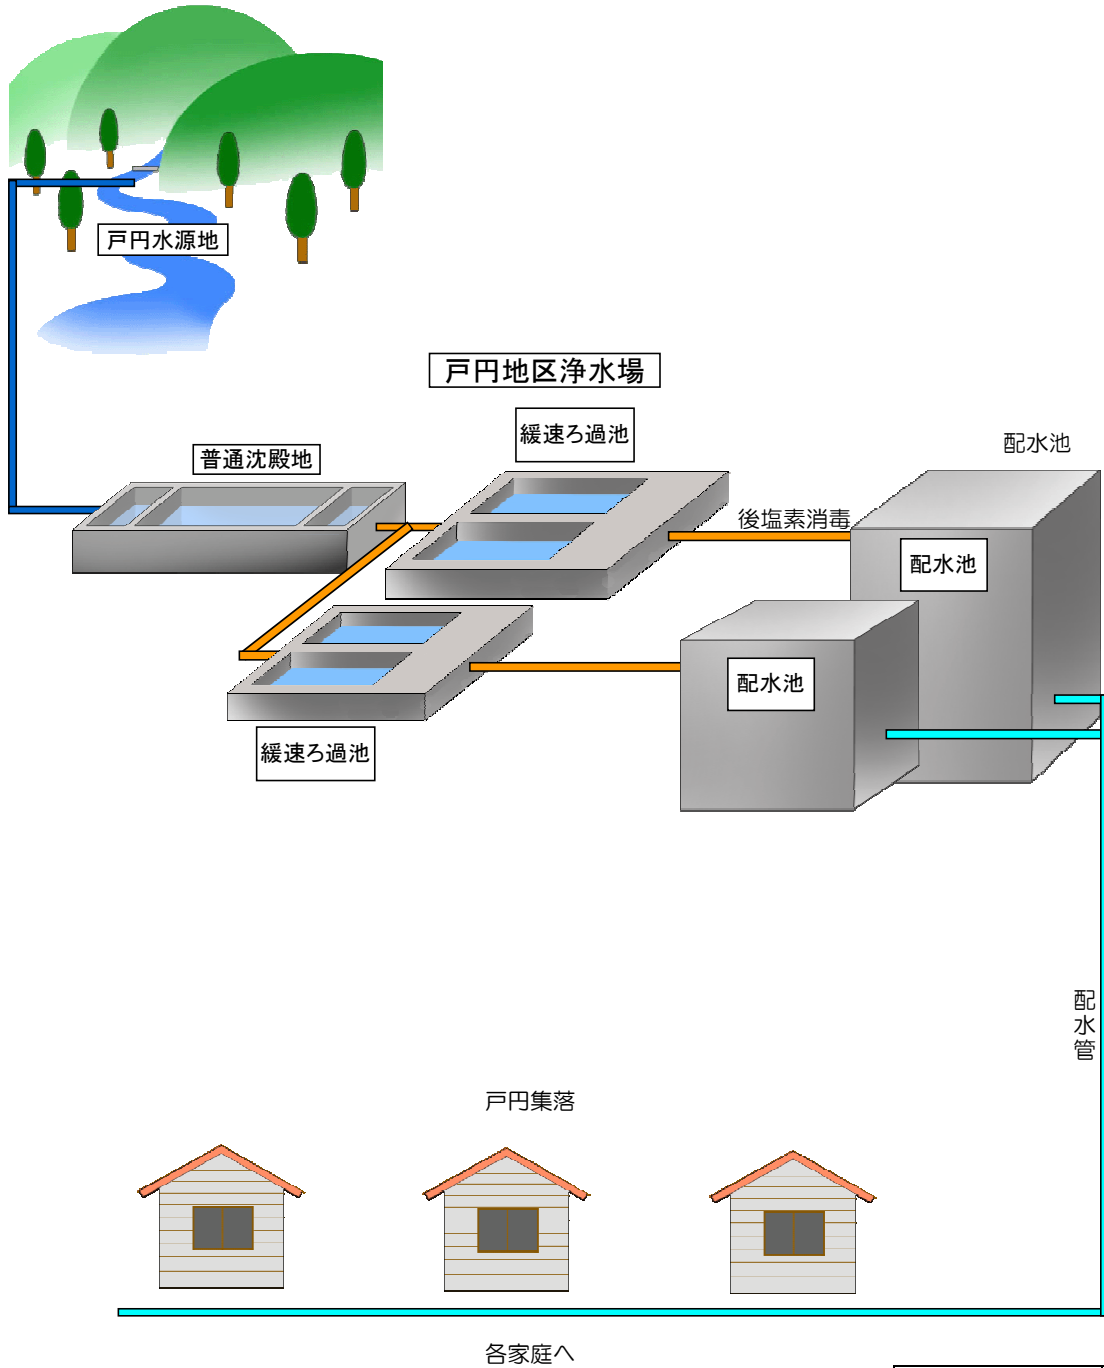 戸円水源地
戸円地区浄水場
緩速ろ過池
普通沈殿地
配水池
後塩素消毒
配水池
配水池
緩速ろ過池
配水管
戸円集落
各家庭へ